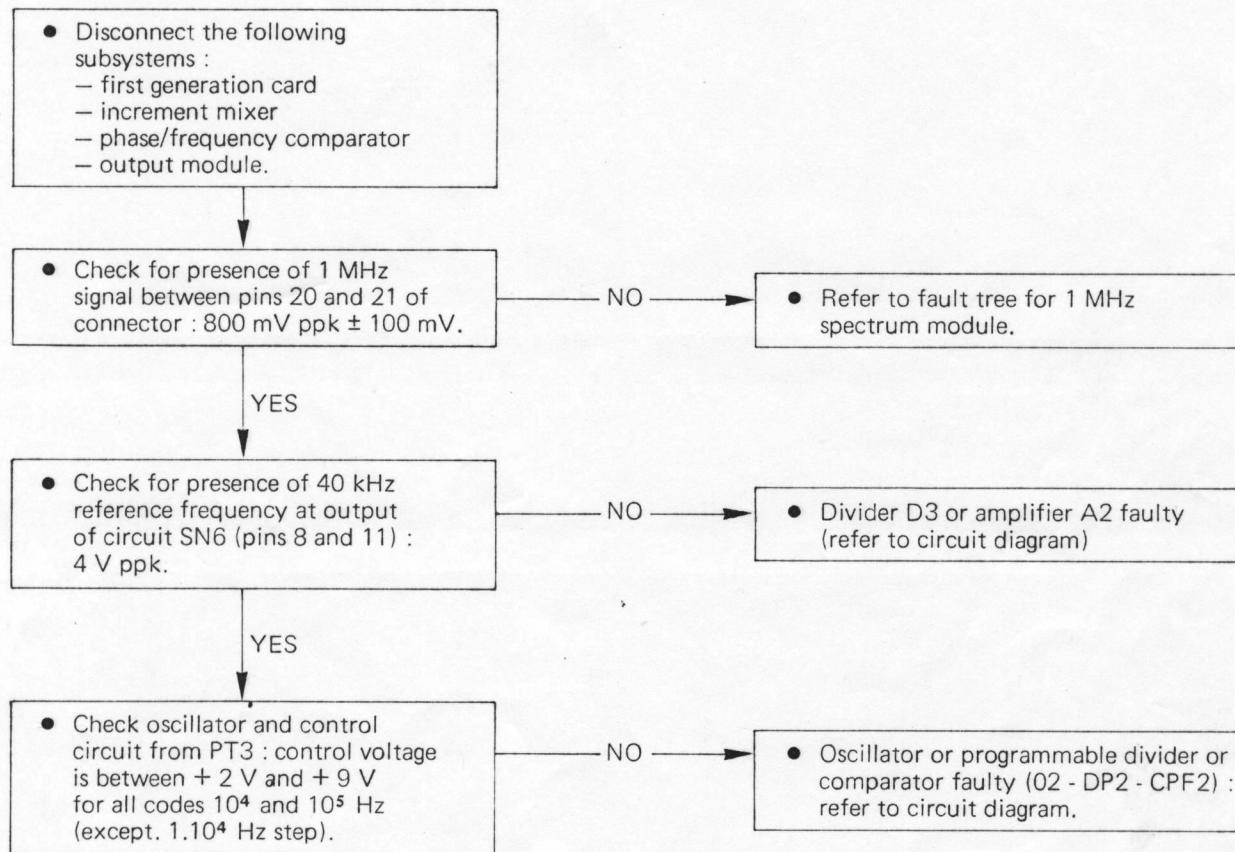 ● Disconnect the following
subsystems :
– first generation card
– increment mixer
– phase/frequency comparator
– output module.
● Check for presence of 1 MHz
signal between pins 20 and 21 of
connector : 800 mV ppk ± 100 mV.
NO
● Refer to fault tree for 1 MHz
spectrum module.
YES
● Check for presence of 40 kHz
reference frequency at output
of circuit SN6 (pins 8 and 11) :
4 V ppk.
NO
● Divider D3 or amplifier A2 faulty
(refer to circuit diagram)
YES
● Check oscillator and control
circuit from PT3 : control voltage
is between + 2 V and + 9 V
for all codes 10⁴ and 10⁵ Hz
(except. 1.10⁴ Hz step).
NO
● Oscillator or programmable divider or
comparator faulty (02 - DP2 - CPF2) :
refer to circuit diagram.